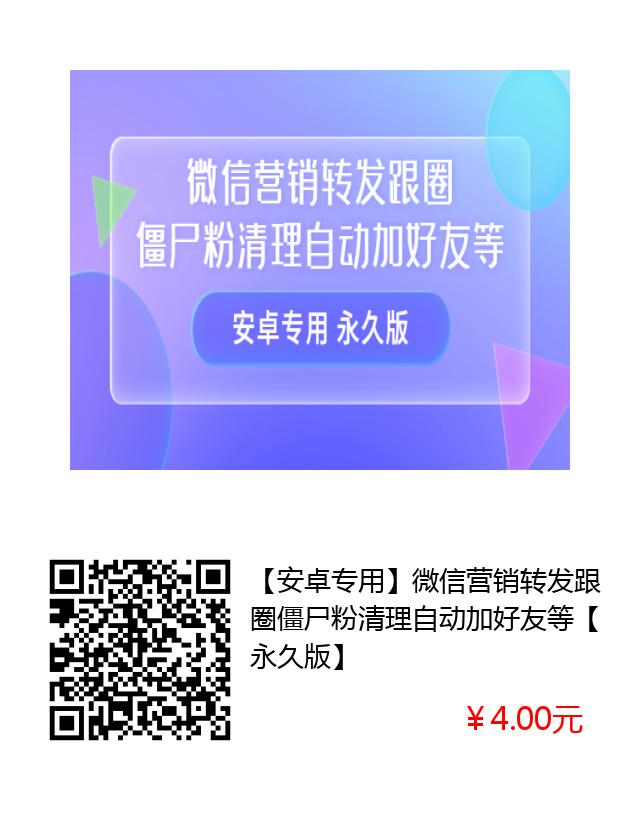 微信营销转发跟圈
僵尸粉清理自动加好友等
安卓专用 永久版
【安卓专用】微信营销转发跟
圈僵尸粉清理自动加好友等【
永久版】
￥4.00元